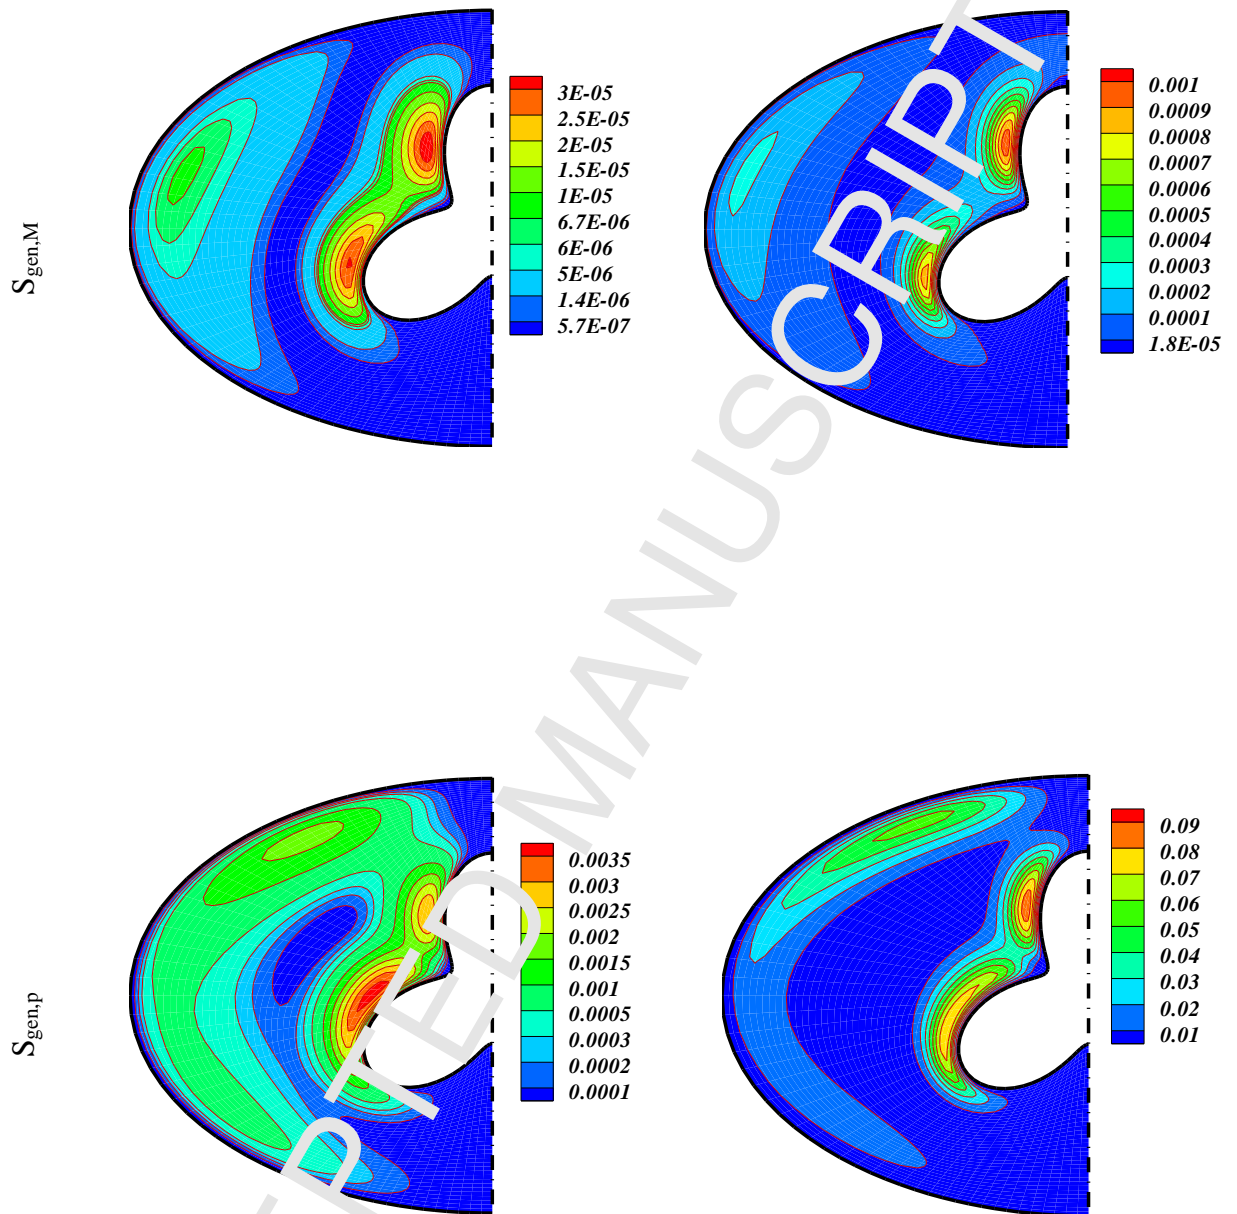 S_gen,M
3E-05
2.5E-05
2E-05
1.5E-05
1E-05
6.7E-06
6E-06
5E-06
1.4E-06
5.7E-07
0.001
0.0009
0.0008
0.0007
0.0006
0.0005
0.0004
0.0003
0.0002
0.0001
1.8E-05
S_gen,p
0.0035
0.003
0.0025
0.002
0.0015
0.001
0.0005
0.0003
0.0002
0.0001
0.09
0.08
0.07
0.06
0.05
0.04
0.03
0.02
0.01
PTED MANUSCRIPT